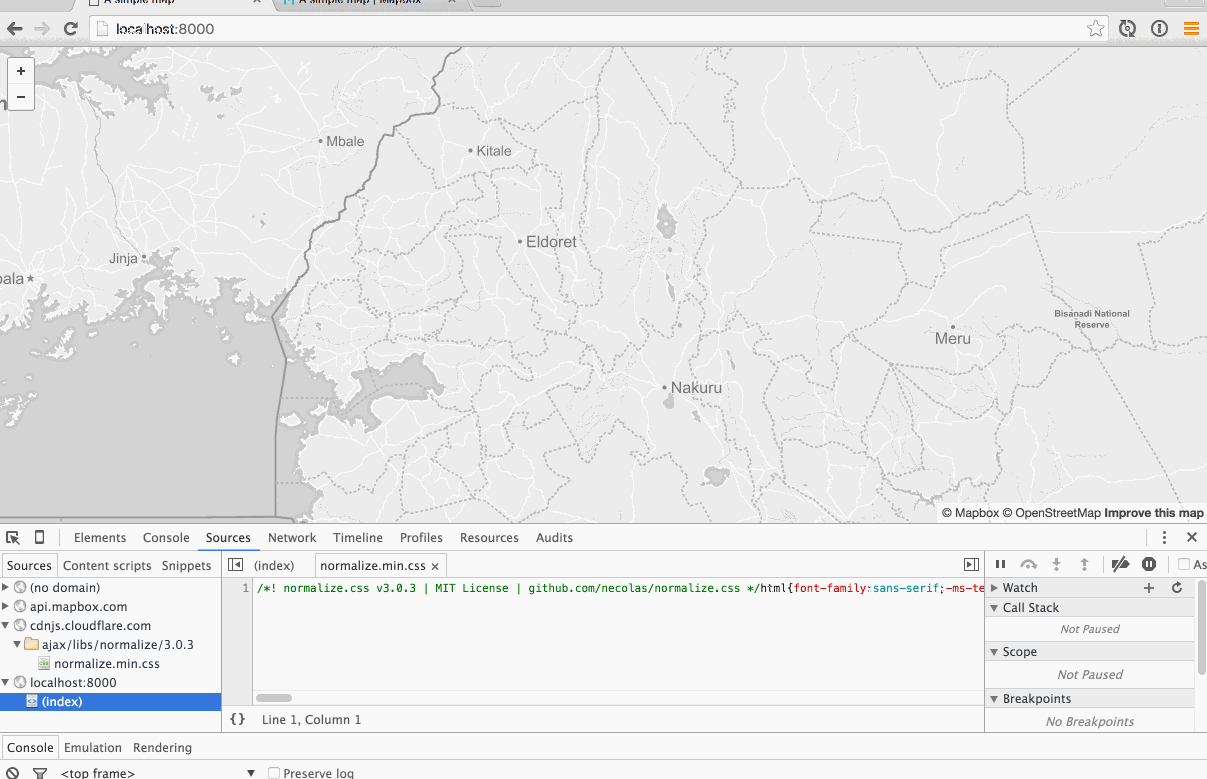 A simple map
A simple map | Mapbox
localhost:8000
+
−
Mbale
Kitale
Eldoret
Jinja
pala
Bisanadi National
Reserve
Meru
Nakuru
© Mapbox © OpenStreetMap Improve this map
Elements Console Sources Network Timeline Profiles Resources Audits
Sources Content scripts Snippets
(index) normalize.min.css ×
As
(no domain)
api.mapbox.com
cdnjs.cloudflare.com
ajax/libs/normalize/3.0.3
normalize.min.css
localhost:8000
(index)
1 /*! normalize.css v3.0.3 | MIT License | github.com/necolas/normalize.css */html{font-family:sans-serif;-ms-te
{} Line 1, Column 1
Watch
Call Stack
Not Paused
Scope
Not Paused
Breakpoints
No Breakpoints
Console Emulation Rendering
<top frame> Preserve log